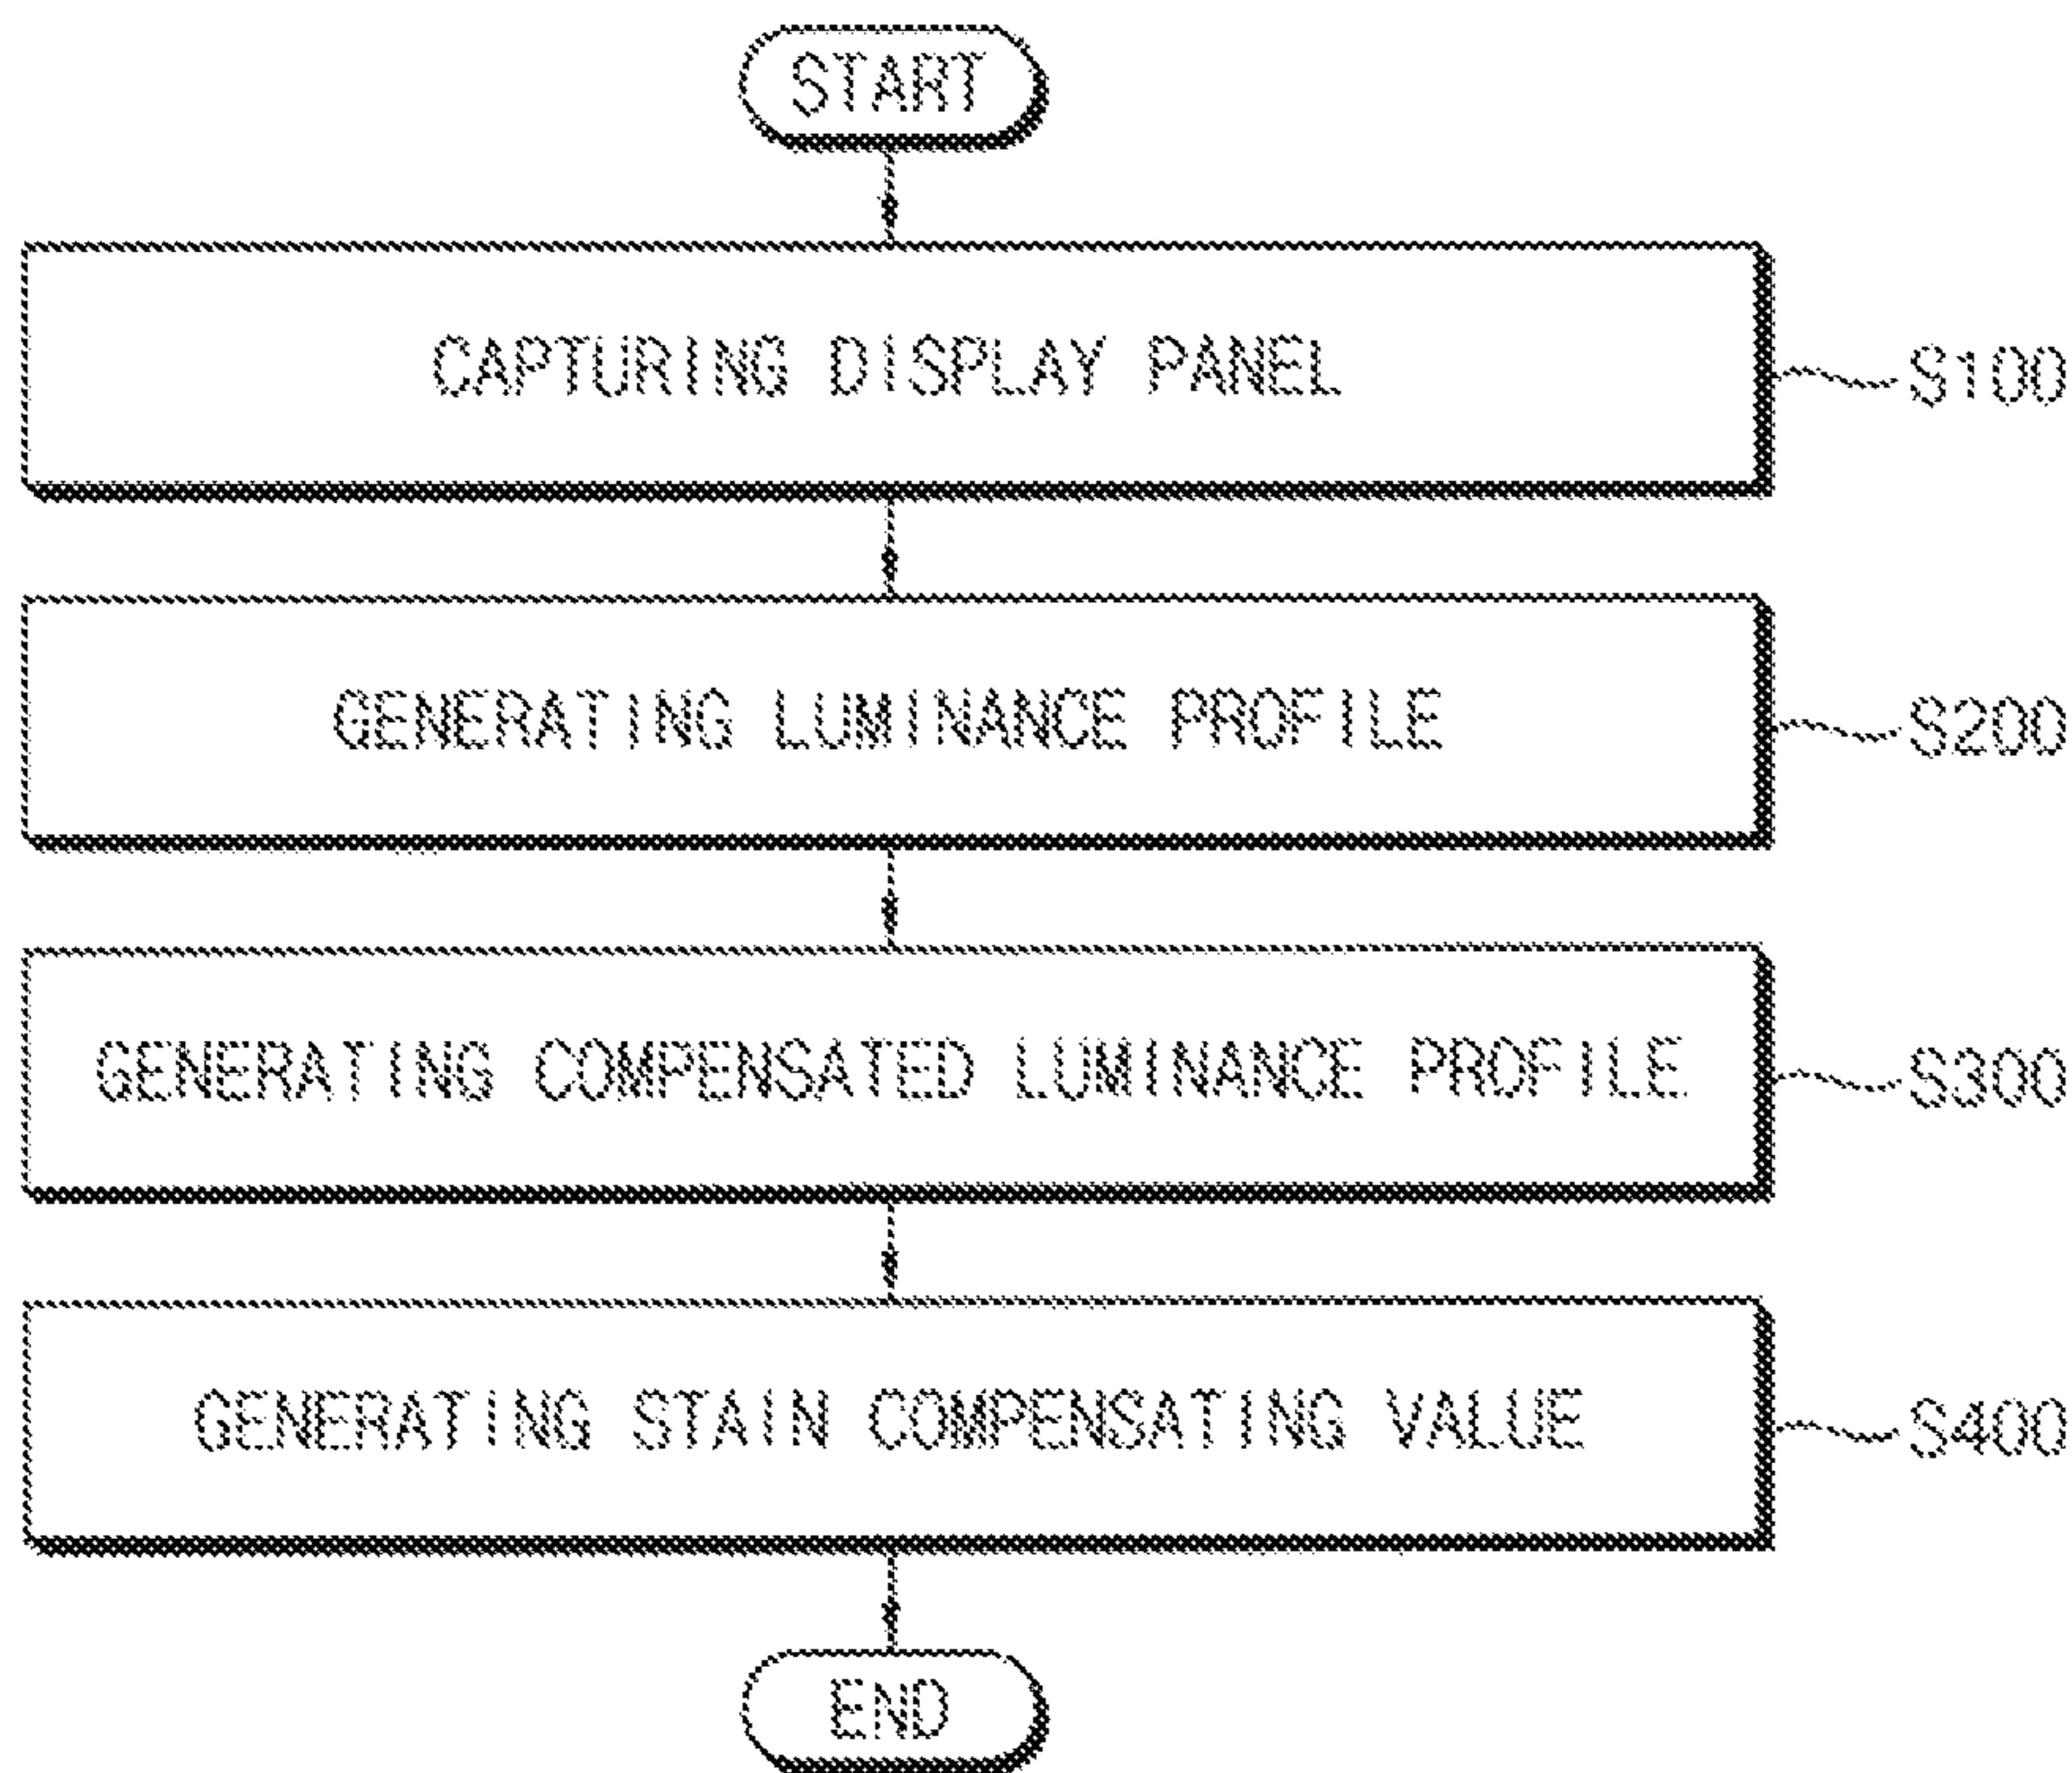 START
CAPTURING DISPLAY PANEL
S100
GENERATING LUMINANCE PROFILE
S200
GENERATING COMPENSATED LUMINANCE PROFILE
S300
GENERATING STAIN COMPENSATING VALUE
S400
END